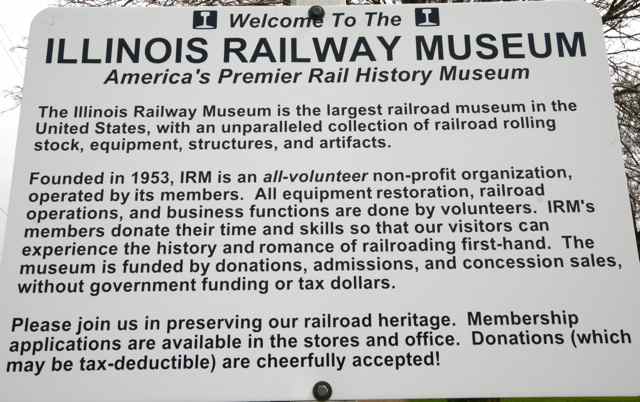 Welcome To The
ILLINOIS RAILWAY MUSEUM
America's Premier Rail History Museum
The Illinois Railway Museum is the largest railroad museum in the
United States, with an unparalleled collection of railroad rolling
stock, equipment, structures, and artifacts.
Founded in 1953, IRM is an all-volunteer non-profit organization,
operated by its members. All equipment restoration, railroad
operations, and business functions are done by volunteers. IRM's
members donate their time and skills so that our visitors can
experience the history and romance of railroading first-hand. The
museum is funded by donations, admissions, and concession sales,
without government funding or tax dollars.
Please join us in preserving our railroad heritage. Membership
applications are available in the stores and office. Donations (which
may be tax-deductible) are cheerfully accepted!